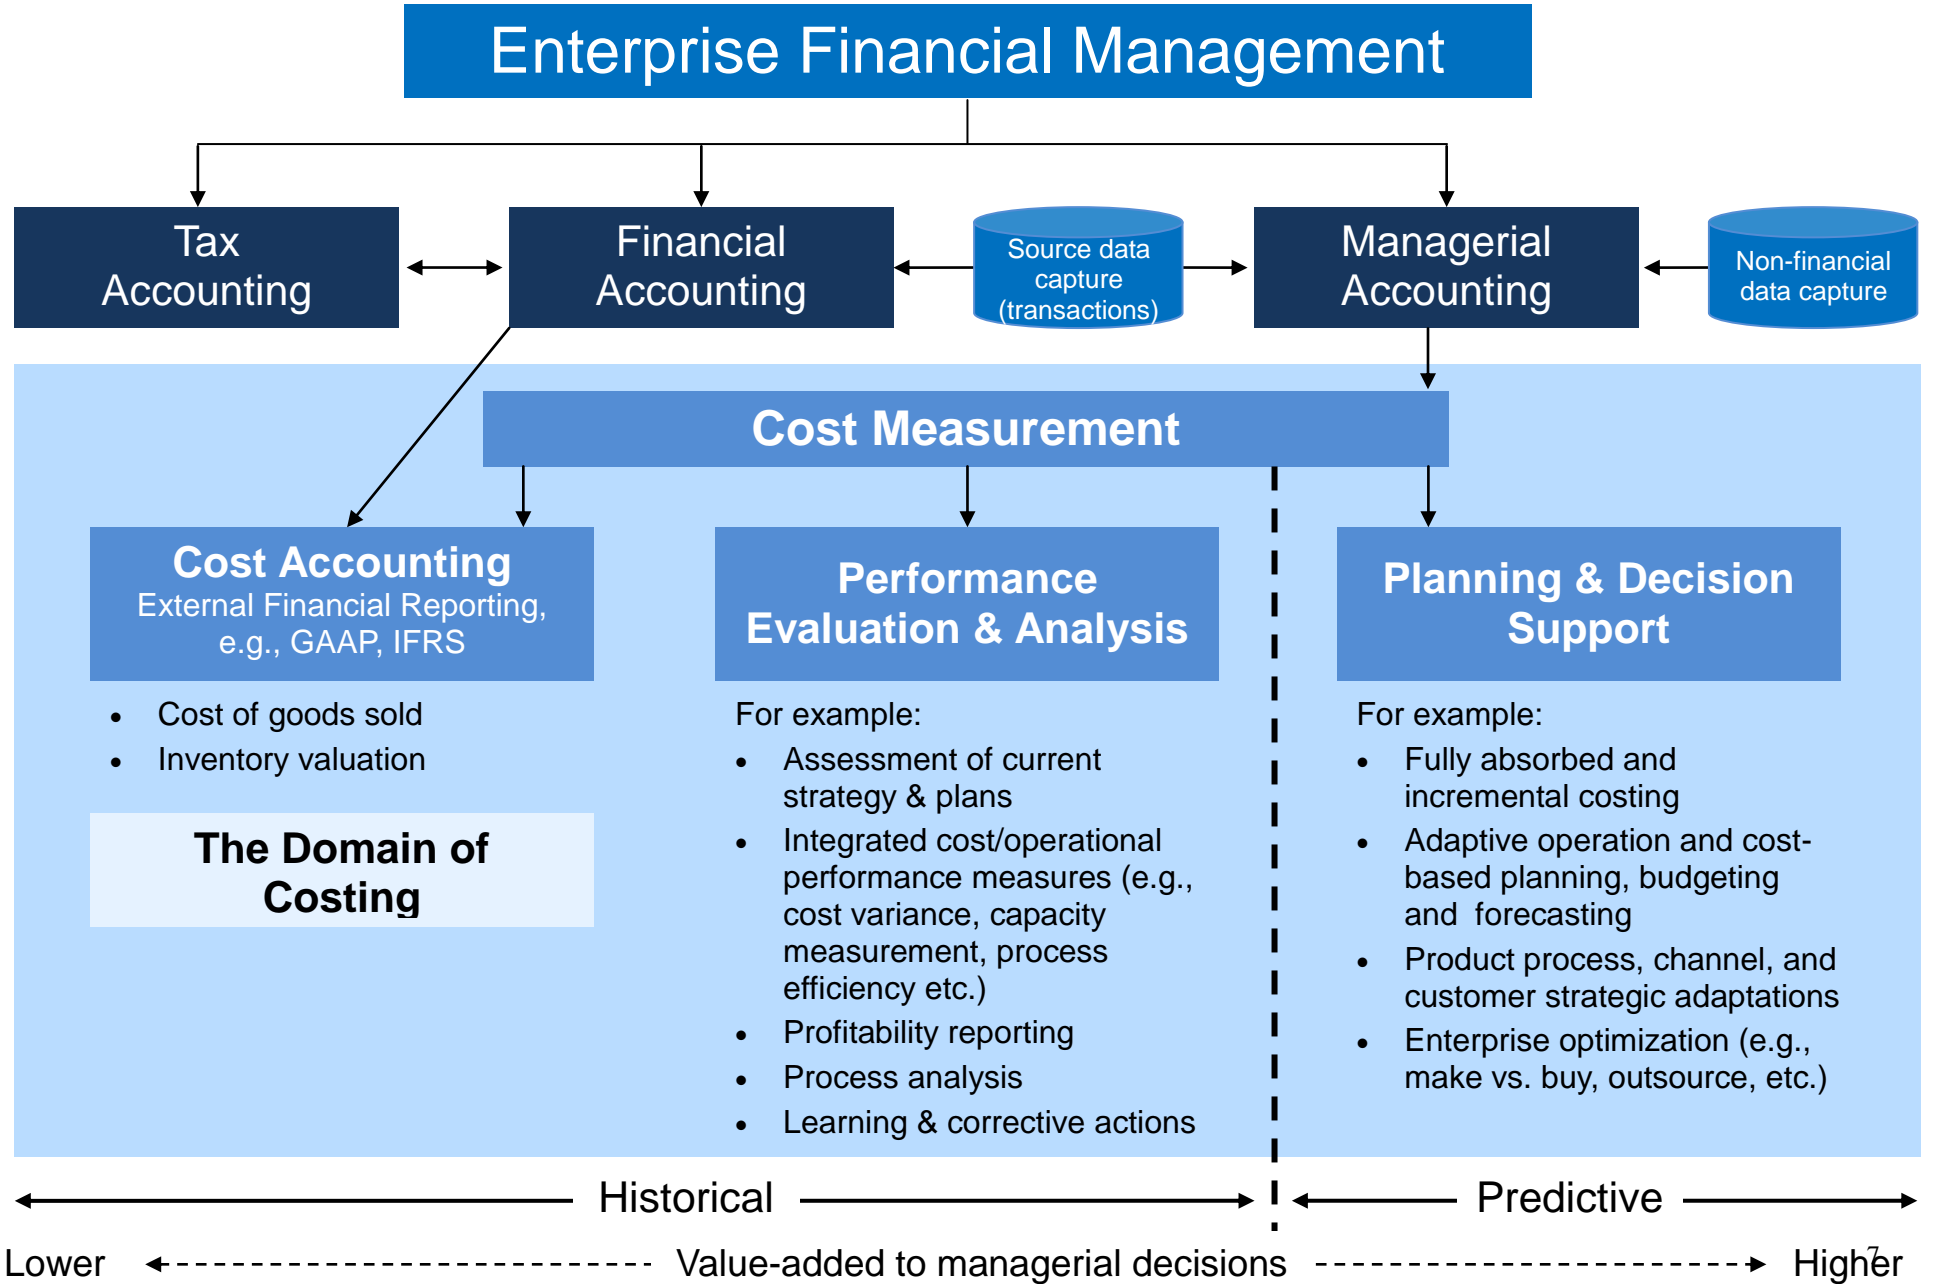 Enterprise Financial Management
Tax
Accounting
Financial
Accounting
Source data
capture
(transactions)
Managerial
Accounting
Non-financial
data capture
Cost Measurement
Cost Accounting
External Financial Reporting,
e.g., GAAP, IFRS
• Cost of goods sold
• Inventory valuation
The Domain of
Costing
Performance
Evaluation & Analysis
For example:
• Assessment of current
strategy & plans
• Integrated cost/operational
performance measures (e.g.,
cost variance, capacity
measurement, process
efficiency etc.)
• Profitability reporting
• Process analysis
• Learning & corrective actions
Planning & Decision
Support
For example:
• Fully absorbed and
incremental costing
• Adaptive operation and cost-
based planning, budgeting
and forecasting
• Product process, channel, and
customer strategic adaptations
• Enterprise optimization (e.g.,
make vs. buy, outsource, etc.)
Historical
Predictive
Lower
Value-added to managerial decisions
Higher
7